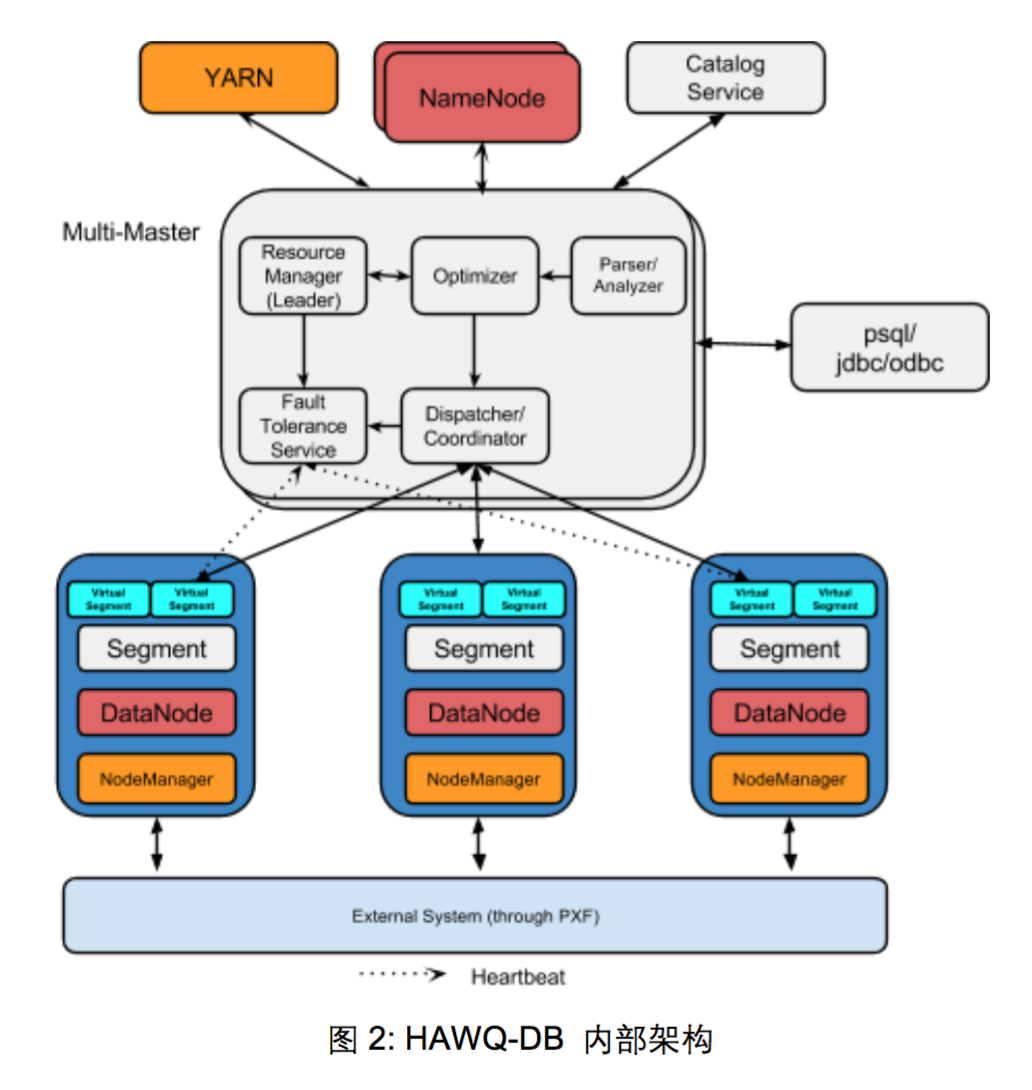 YARN
NameNode
Catalog
Service
Multi-Master
Resource
Manager
(Leader)
Optimizer
Parser/
Analyzer
psql/
jdbc/odbc
Fault
Tolerance
Service
Dispatcher/
Coordinator
Virtual
Segment
Virtual
Segment
Segment
DataNode
NodeManager
Virtual
Segment
Virtual
Segment
Segment
DataNode
NodeManager
Virtual
Segment
Virtual
Segment
Segment
DataNode
NodeManager
External System (through PXF)
Heartbeat
图 2: HAWQ-DB 内部架构